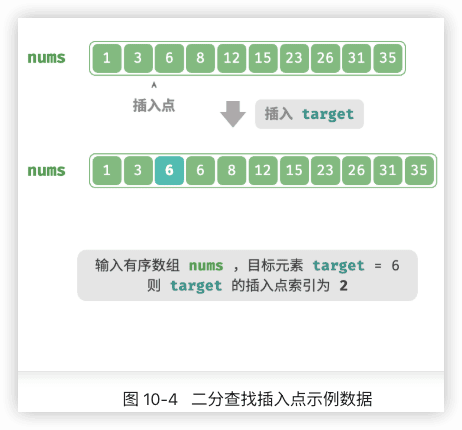 nums 1 3 6 8 12 15 23 26 31 35
插入点
插入 target
nums 1 3 6 6 8 12 15 23 26 31 35
输入有序数组 nums ，目标元素 target = 6
则 target 的插入点索引为 2
图 10-4 二分查找插入点示例数据